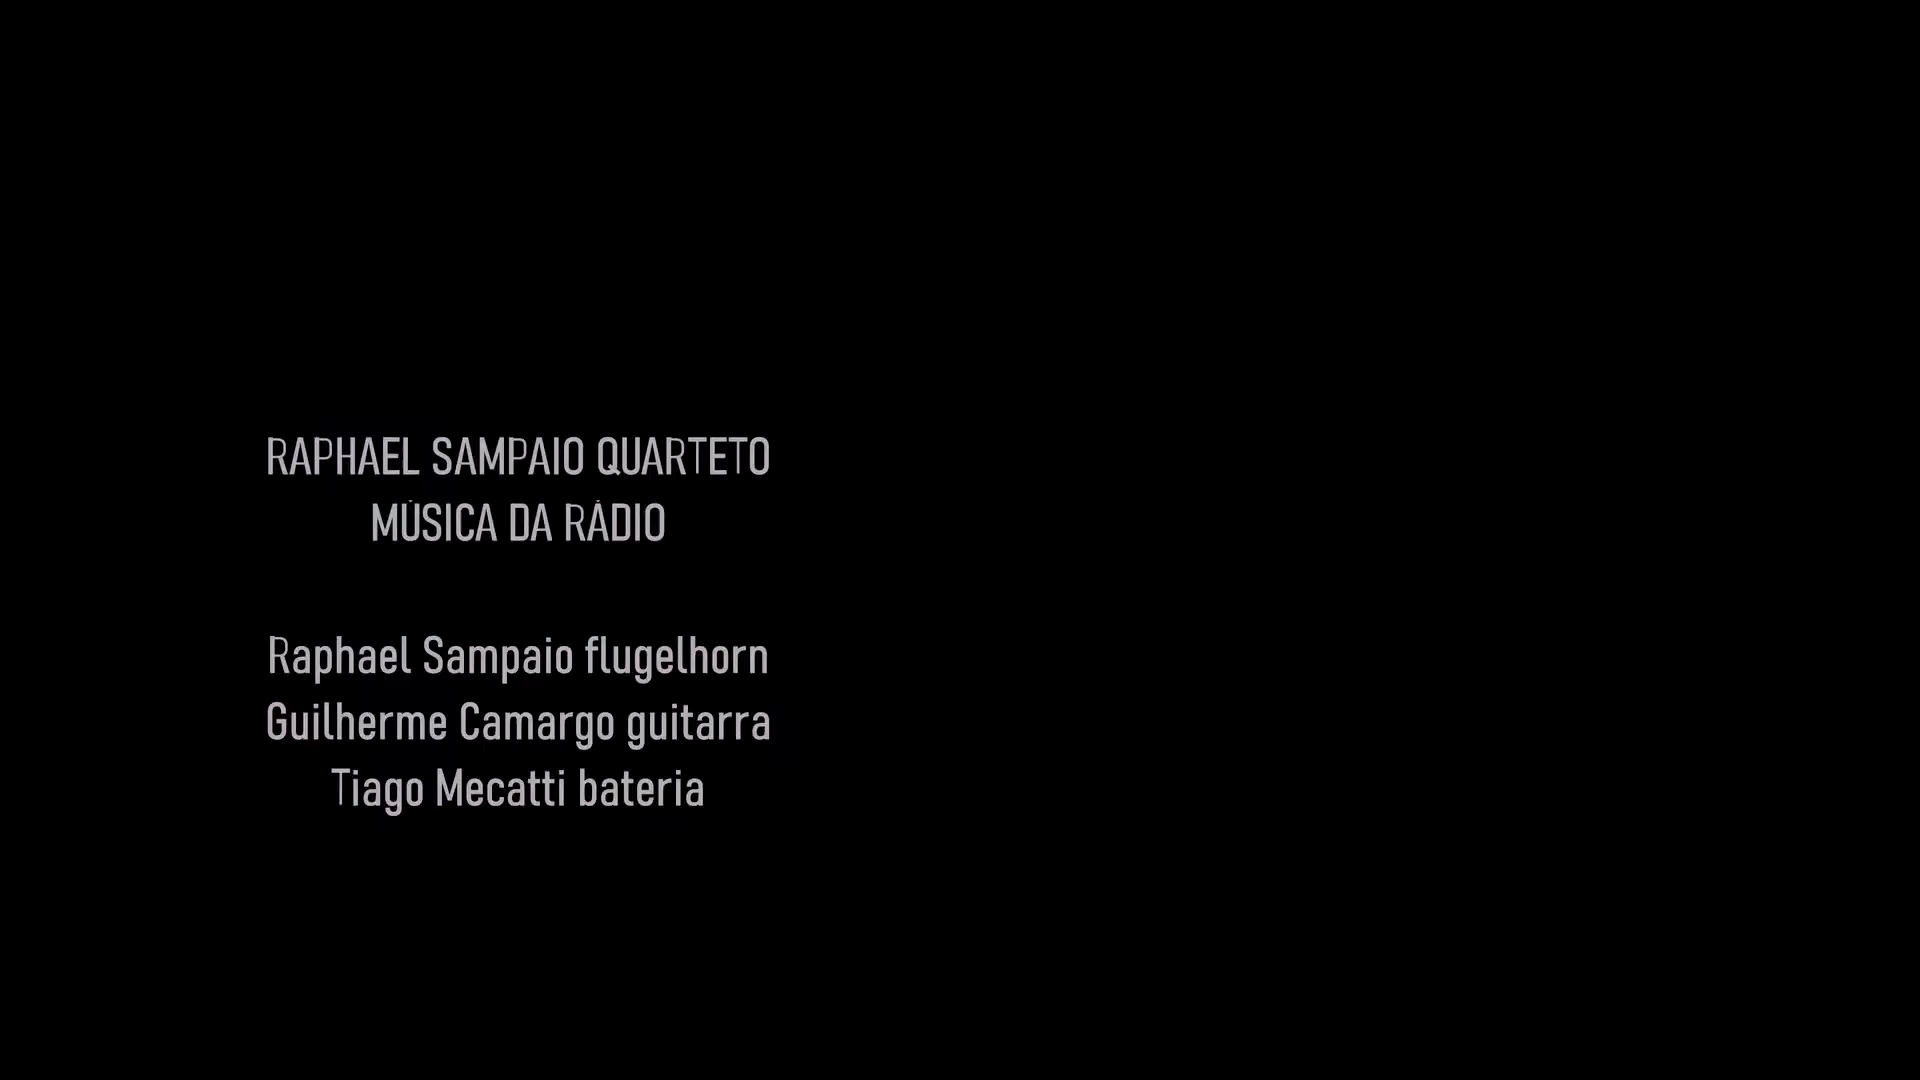 RAPHAEL SAMPAIO QUARTETO
MÚSICA DA RÁDIO
Raphael Sampaio flugelhorn
Guilherme Camargo guitarra
Tiago Mecatti bateria